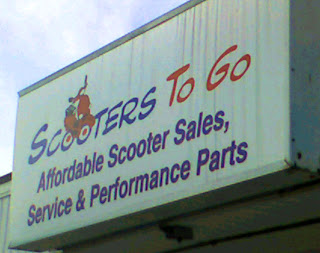 SCOOTERS TO GO
Affordable Scooter Sales,
Service & Performance Parts